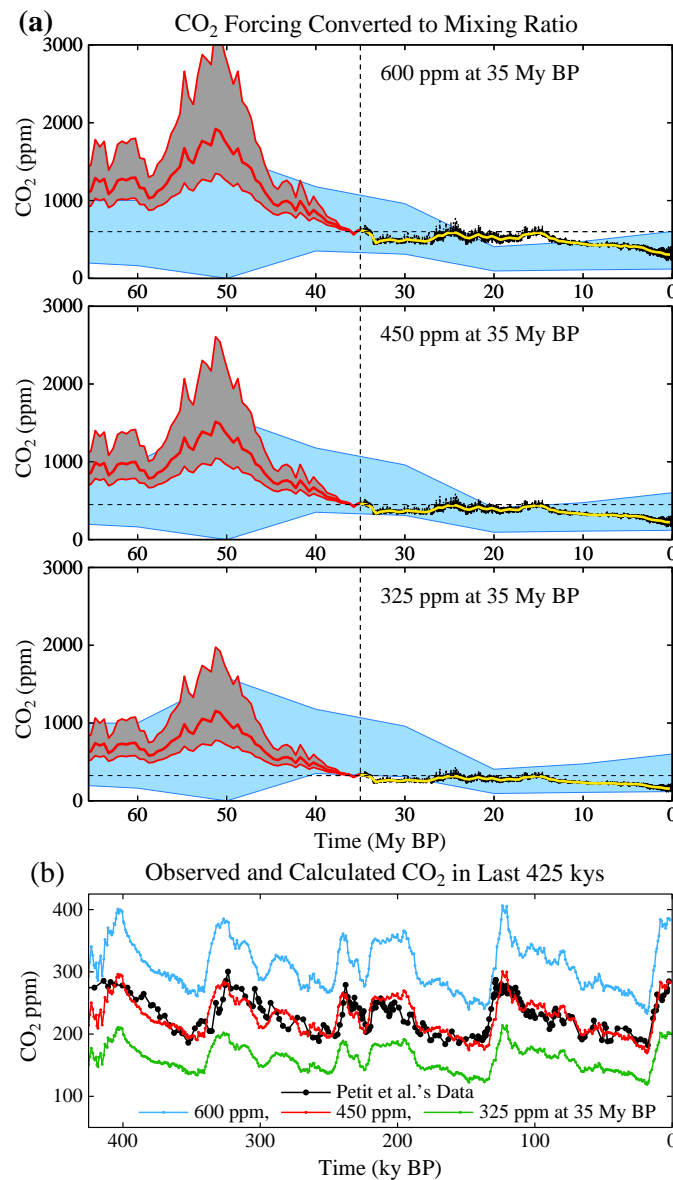 (a) CO₂ Forcing Converted to Mixing Ratio
3000
2000
1000
0
CO₂ (ppm)
600 ppm at 35 My BP
60 50 40 30 20 10 0
3000
2000
1000
0
CO₂ (ppm)
450 ppm at 35 My BP
60 50 40 30 20 10 0
3000
2000
1000
0
CO₂ (ppm)
325 ppm at 35 My BP
60 50 40 30 20 10 0
Time (My BP)
(b) Observed and Calculated CO₂ in Last 425 kys
400
300
200
100
CO₂ ppm
Petit et al.'s Data
600 ppm, 450 ppm, 325 ppm at 35 My BP
400 300 200 100 0
Time (ky BP)